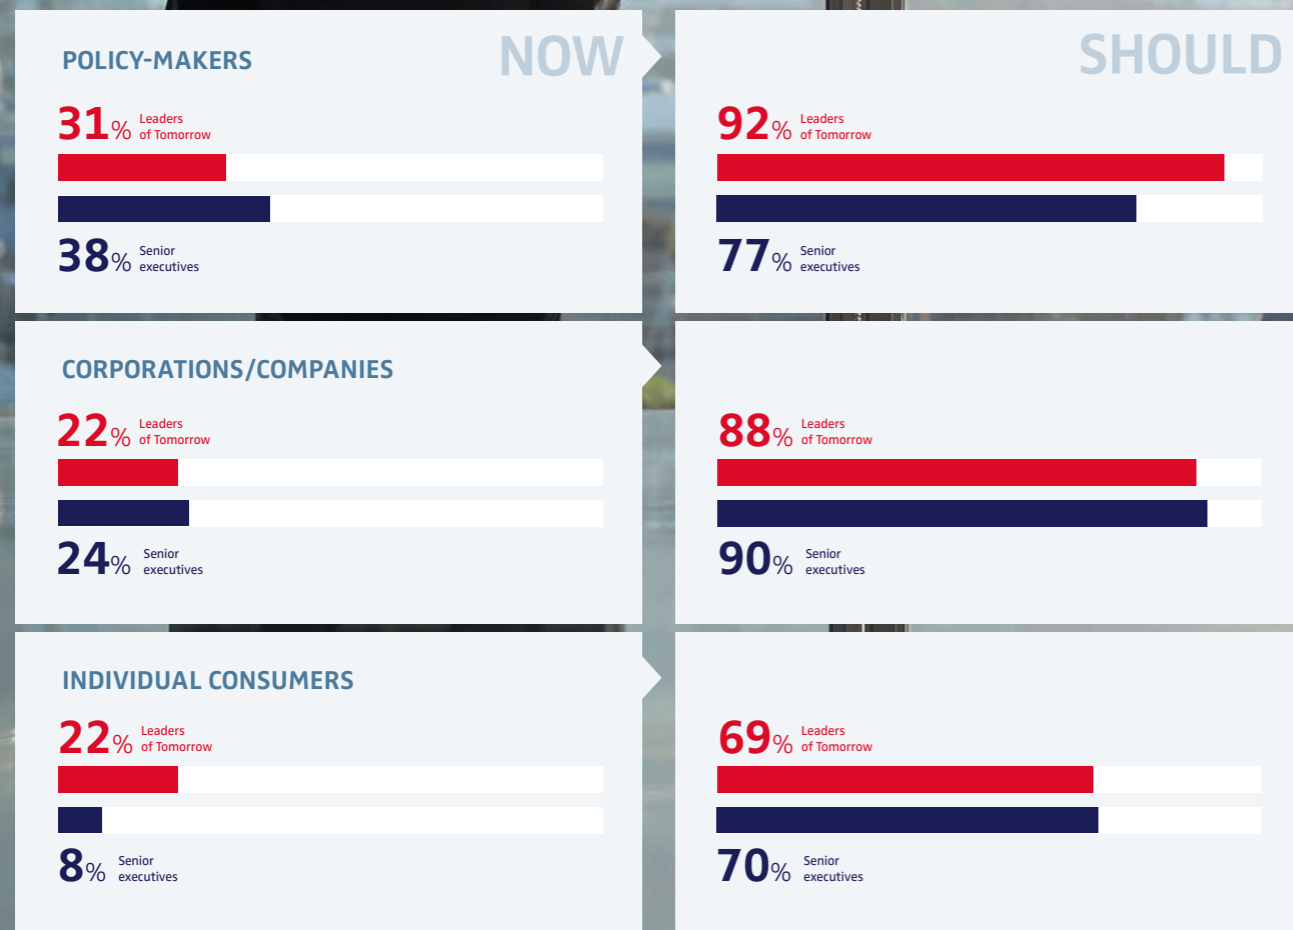 POLICY-MAKERS
NOW
31% Leaders
of Tomorrow
38% Senior
executives
SHOULD
92% Leaders
of Tomorrow
77% Senior
executives
CORPORATIONS/COMPANIES
22% Leaders
of Tomorrow
24% Senior
executives
88% Leaders
of Tomorrow
90% Senior
executives
INDIVIDUAL CONSUMERS
22% Leaders
of Tomorrow
8% Senior
executives
69% Leaders
of Tomorrow
70% Senior
executives